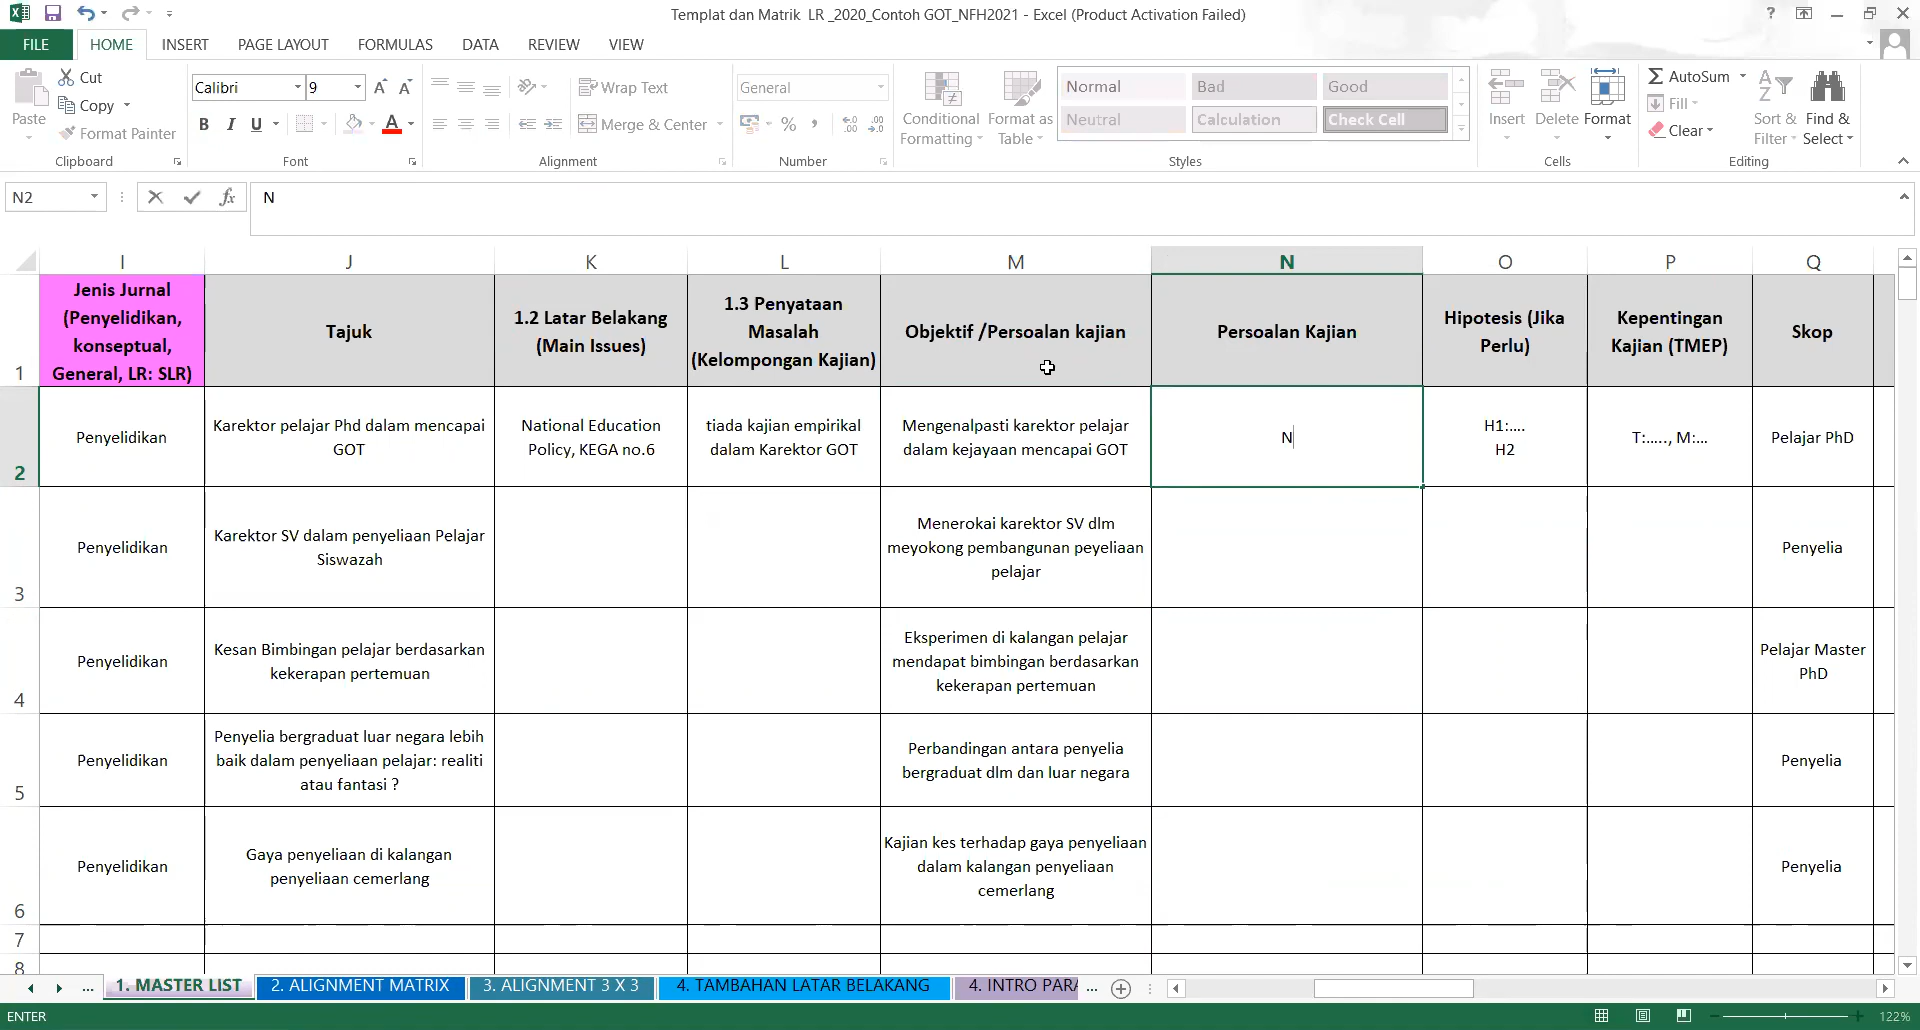 Templat dan Matrik LR _2020_Contoh GOT_NFH2021 - Excel (Product Activation Failed)
FILE HOME INSERT PAGE LAYOUT FORMULAS DATA REVIEW VIEW
Cut
Copy
Format Painter
Paste
Clipboard
Calibri 9
B I U A
Font
Wrap Text
Merge & Center
Alignment
General
%
Number
Conditional Formatting
Format as Table
Normal Bad Good
Neutral Calculation Check Cell
Styles
Insert Delete Format
Cells
AutoSum
Fill
Clear
Sort & Filter
Find & Select
Editing
N2 fx N
I J K L M N O P Q
1
Jenis Jurnal
(Penyelidikan,
konseptual,
General, LR: SLR)
Tajuk
1.2 Latar Belakang
(Main Issues)
1.3 Penyataan
Masalah
(Kelompongan Kajian)
Objektif /Persoalan kajian
Persoalan Kajian
Hipotesis (Jika
Perlu)
Kepentingan
Kajian (TMEP)
Skop
2
Penyelidikan
Karektor pelajar Phd dalam mencapai
GOT
National Education
Policy, KEGA no.6
tiada kajian empirikal
dalam Karektor GOT
Mengenalpasti karektor pelajar
dalam kejayaan mencapai GOT
N
H1:....
H2
T:....., M:...
Pelajar PhD
3
Penyelidikan
Karektor SV dalam penyeliaan Pelajar
Siswazah
Menerokai karektor SV dlm
meyokong pembangunan peyeliaan
pelajar
Penyelia
4
Penyelidikan
Kesan Bimbingan pelajar berdasarkan
kekerapan pertemuan
Eksperimen di kalangan pelajar
mendapat bimbingan berdasarkan
kekerapan pertemuan
Pelajar Master
PhD
5
Penyelidikan
Penyelia bergraduat luar negara lebih
baik dalam penyeliaan pelajar: realiti
atau fantasi ?
Perbandingan antara penyelia
bergraduat dlm dan luar negara
Penyelia
6
Penyelidikan
Gaya penyeliaan di kalangan
penyeliaan cemerlang
Kajian kes terhadap gaya penyeliaan
dalam kalangan penyeliaan
cemerlang
Penyelia
7
8
... 1. MASTER LIST 2. ALIGNMENT MATRIX 3. ALIGNMENT 3 X 3 4. TAMBAHAN LATAR BELAKANG 4. INTRO PARA ...
ENTER 122%